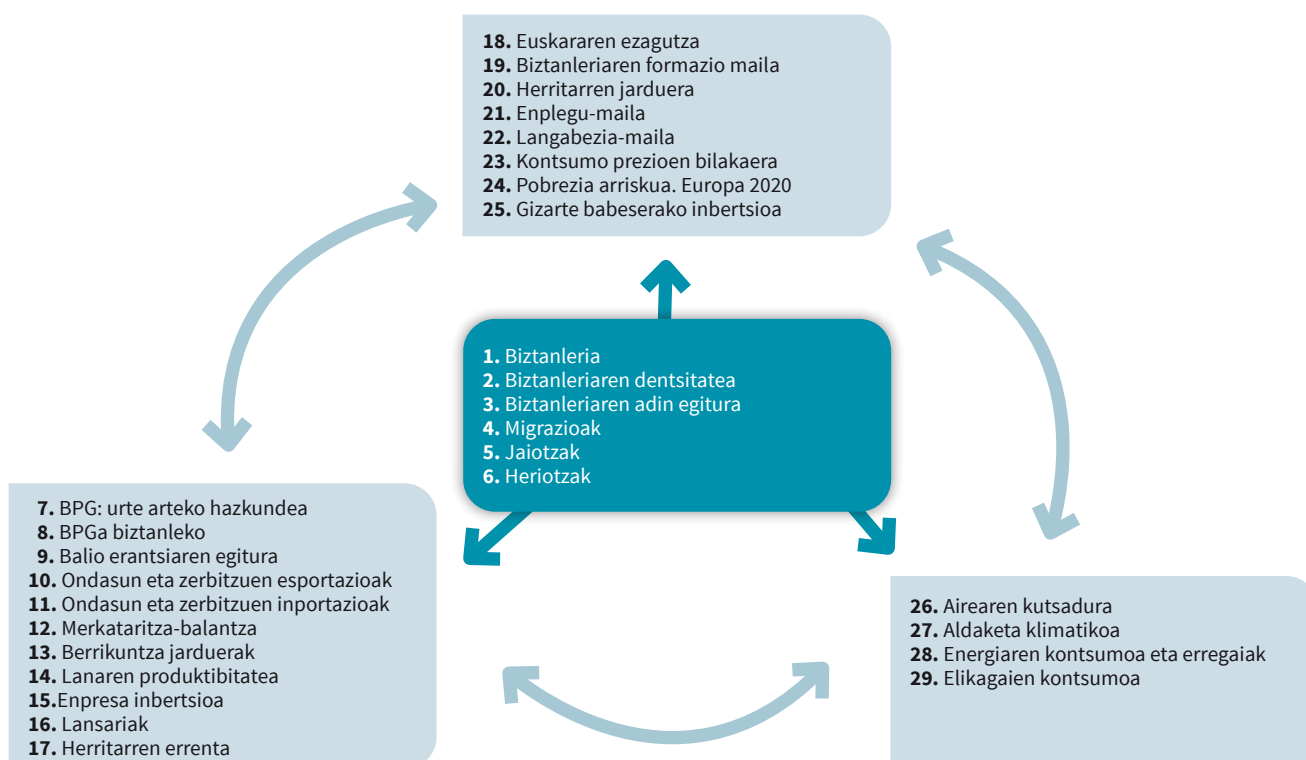 18. Euskararen ezagutza
19. Biztanleriaren formazio maila
20. Herritarren jarduera
21. Enplegu-maila
22. Langabezia-maila
23. Kontsumo prezioen bilakaera
24. Pobrezia arriskua. Europa 2020
25. Gizarte babeserako inbertsioa
1. Biztanleria
2. Biztanleriaren dentsitatea
3. Biztanleriaren adin egitura
4. Migrazioak
5. Jaiotzak
6. Heriotzak
7. BPG: urte arteko hazkundea
8. BPGa biztanleko
9. Balio erantsiaren egitura
10. Ondasun eta zerbitzuen esportazioak
11. Ondasun eta zerbitzuen inportazioak
12. Merkataritza-balantza
13. Berrikuntza jarduerak
14. Lanaren produktibitatea
15.Enpresa inbertsioa
16. Lansariak
17. Herritarren errenta
26. Airearen kutsadura
27. Aldaketa klimatikoa
28. Energiaren kontsumoa eta erregaiak
29. Elikagaien kontsumoa